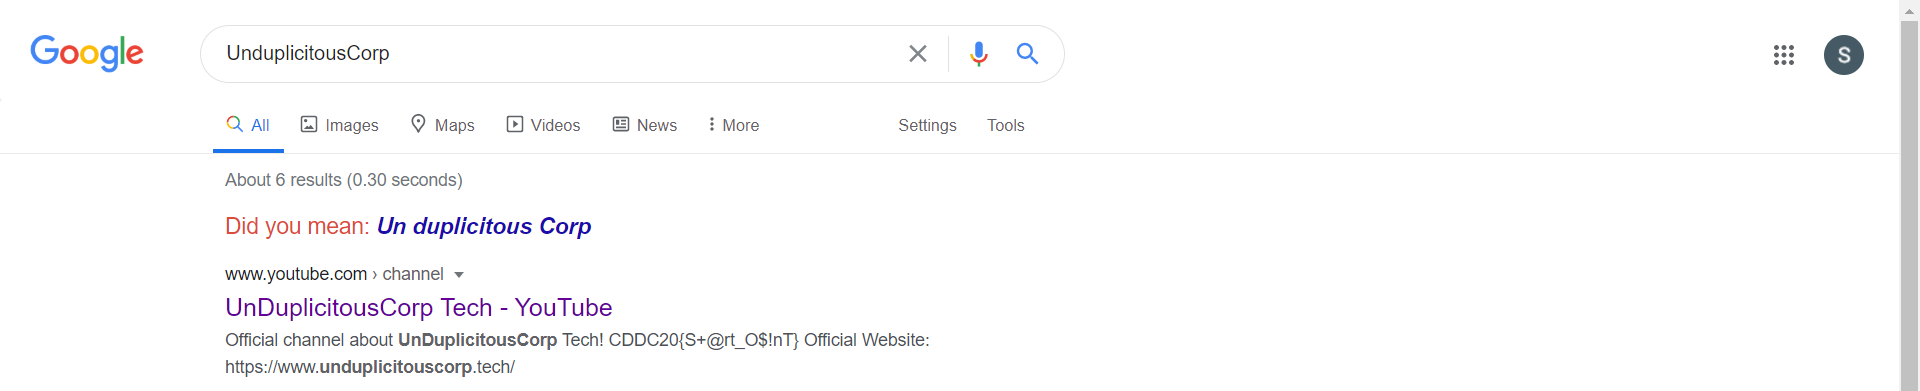 Google UnduplicitousCorp S
All Images Maps Videos News More Settings Tools
About 6 results (0.30 seconds)
Did you mean: Un duplicitous Corp
www.youtube.com › channel
UnDuplicitousCorp Tech - YouTube
Official channel about UnDuplicitousCorp Tech! CDDC20{S+@rt_O$!nT} Official Website:
https://www.unduplicitouscorp.tech/